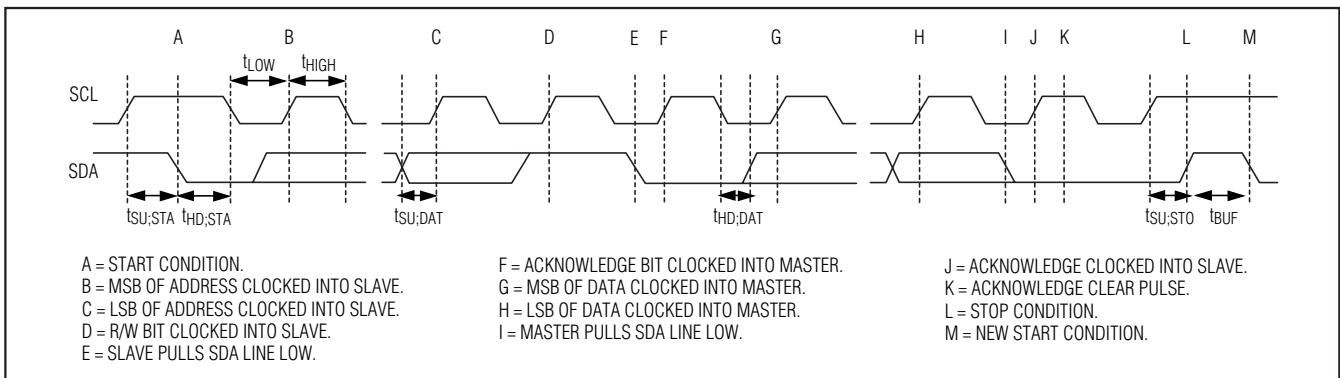 A B C D E F G H I J K L M
tLOW tHIGH
SCL
SDA
tSU;STA tHD;STA tSU;DAT tHD;DAT tSU;STO tBUF
A = START CONDITION.
B = MSB OF ADDRESS CLOCKED INTO SLAVE.
C = LSB OF ADDRESS CLOCKED INTO SLAVE.
D = R/W BIT CLOCKED INTO SLAVE.
E = SLAVE PULLS SDA LINE LOW.
F = ACKNOWLEDGE BIT CLOCKED INTO MASTER.
G = MSB OF DATA CLOCKED INTO MASTER.
H = LSB OF DATA CLOCKED INTO MASTER.
I = MASTER PULLS SDA LINE LOW.
J = ACKNOWLEDGE CLOCKED INTO SLAVE.
K = ACKNOWLEDGE CLEAR PULSE.
L = STOP CONDITION.
M = NEW START CONDITION.